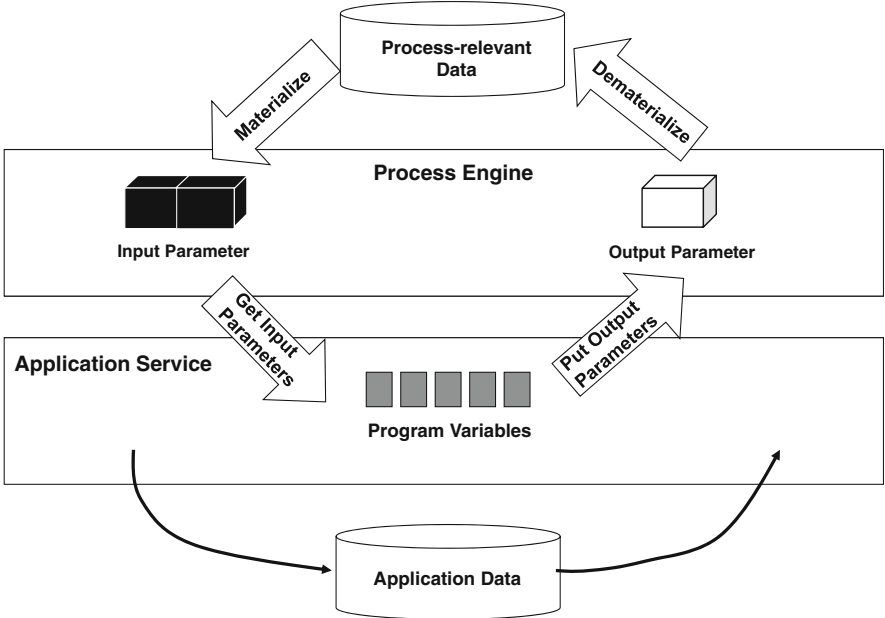 Process-relevant
Data
Materialize
Dematerialize
Process Engine
Input Parameter
Output Parameter
Get Input
Parameters
Put Output
Parameters
Application Service
Program Variables
Application Data